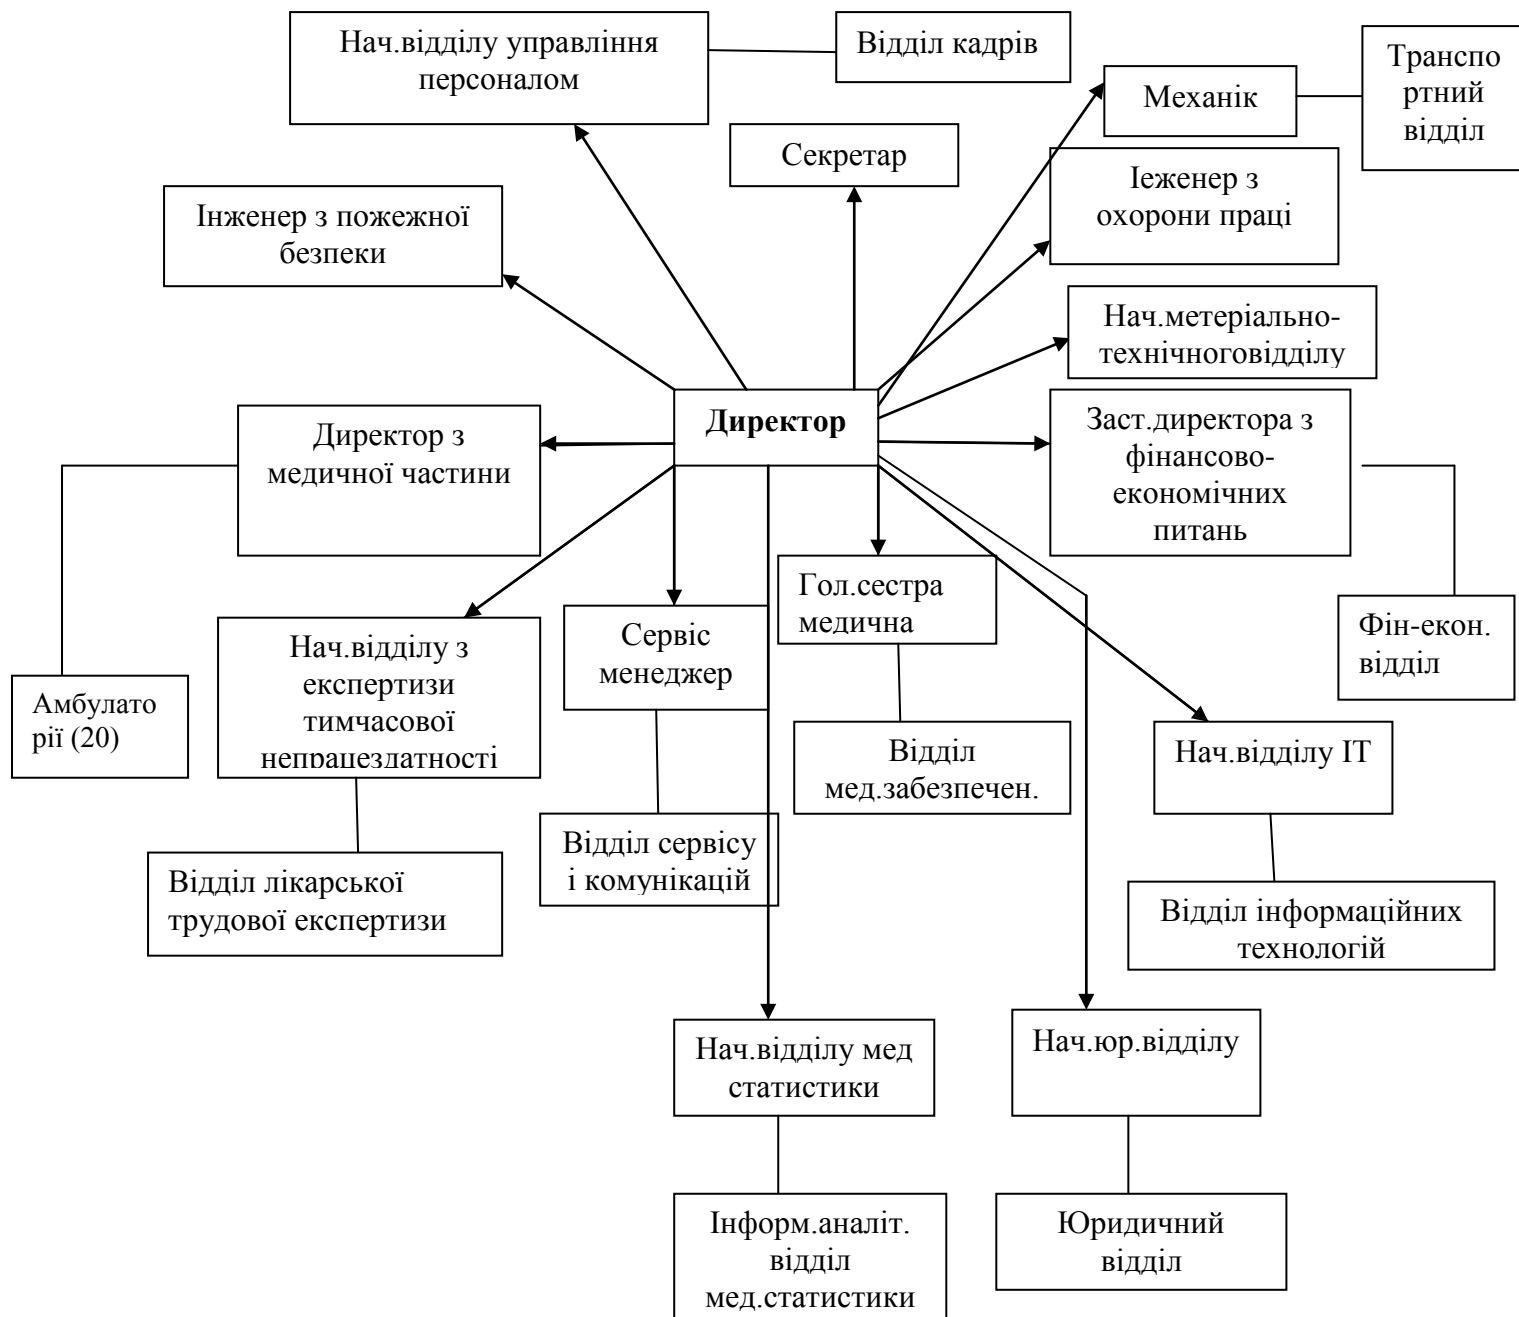 Нач.відділу управління
персоналом
Відділ кадрів
Транспо
ртний
відділ
Механік
Секретар
Іеженер з
охорони праці
Інженер з пожежної
безпеки
Нач.метеріально-
технічноговідділу
Директор
Директор з
медичної частини
Заст.директора з
фінансово-
економічних
питань
Гол.сестра
медична
Сервіс
менеджер
Фін-екон.
відділ
Нач.відділу з
експертизи
тимчасової
непрацездатності
Амбулато
рії (20)
Відділ
мед.забезпечен.
Нач.відділу ІТ
Відділ сервісу
і комунікацій
Відділ лікарської
трудової експертизи
Відділ інформаційних
технологій
Нач.відділу мед
статистики
Нач.юр.відділу
Інформ.аналіт.
відділ
мед.статистики
Юридичний
відділ